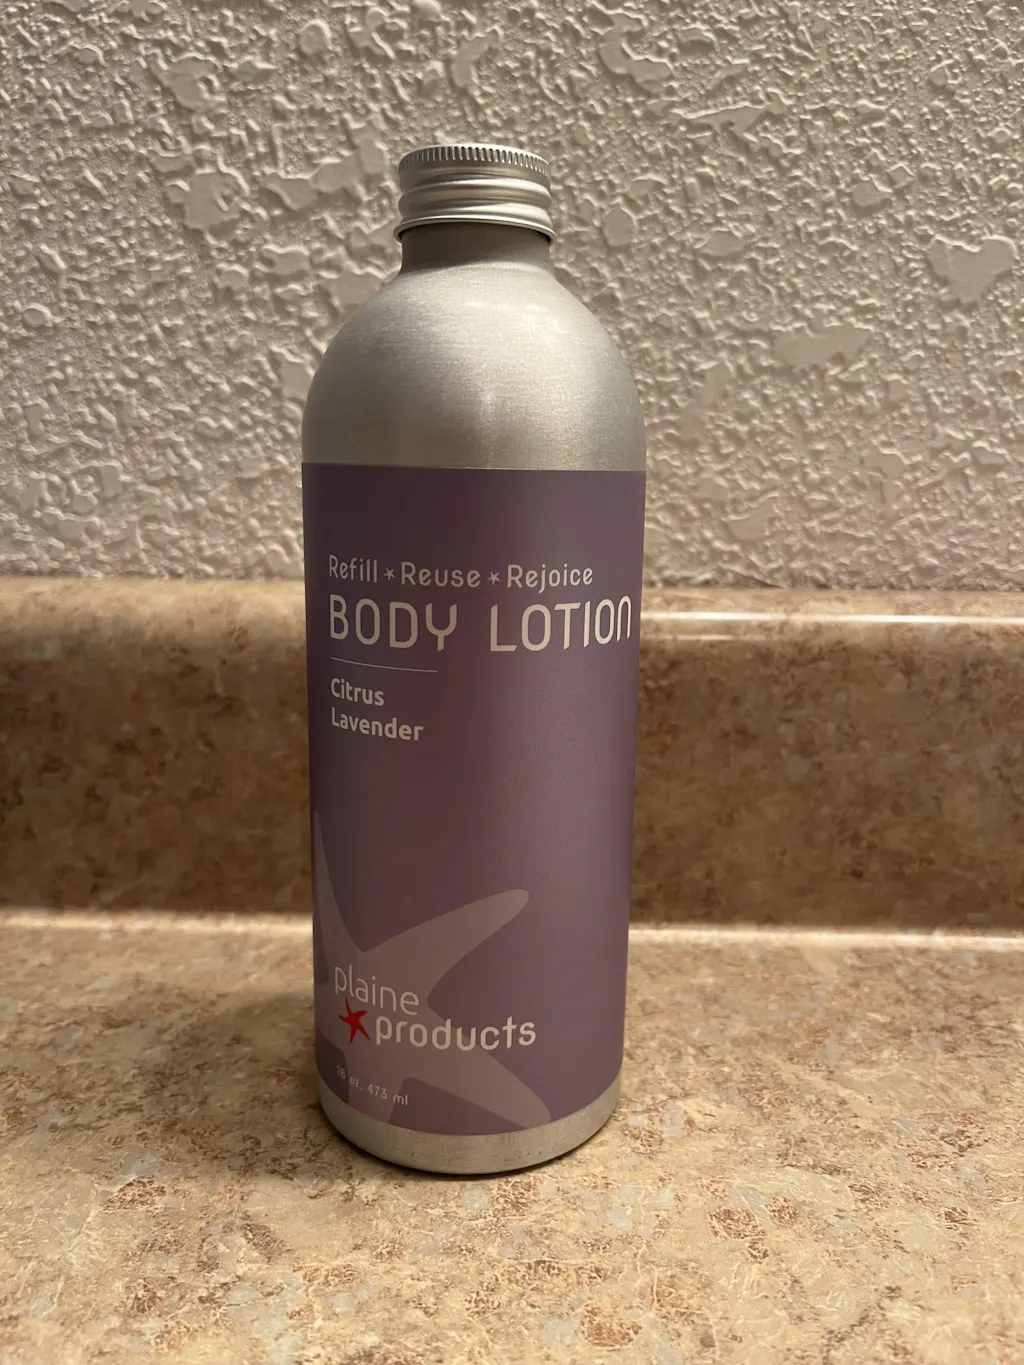 Refill * Reuse * Rejoice
BODY LOTION
Citrus
Lavender
plaine
products
16 oz. 473 ml